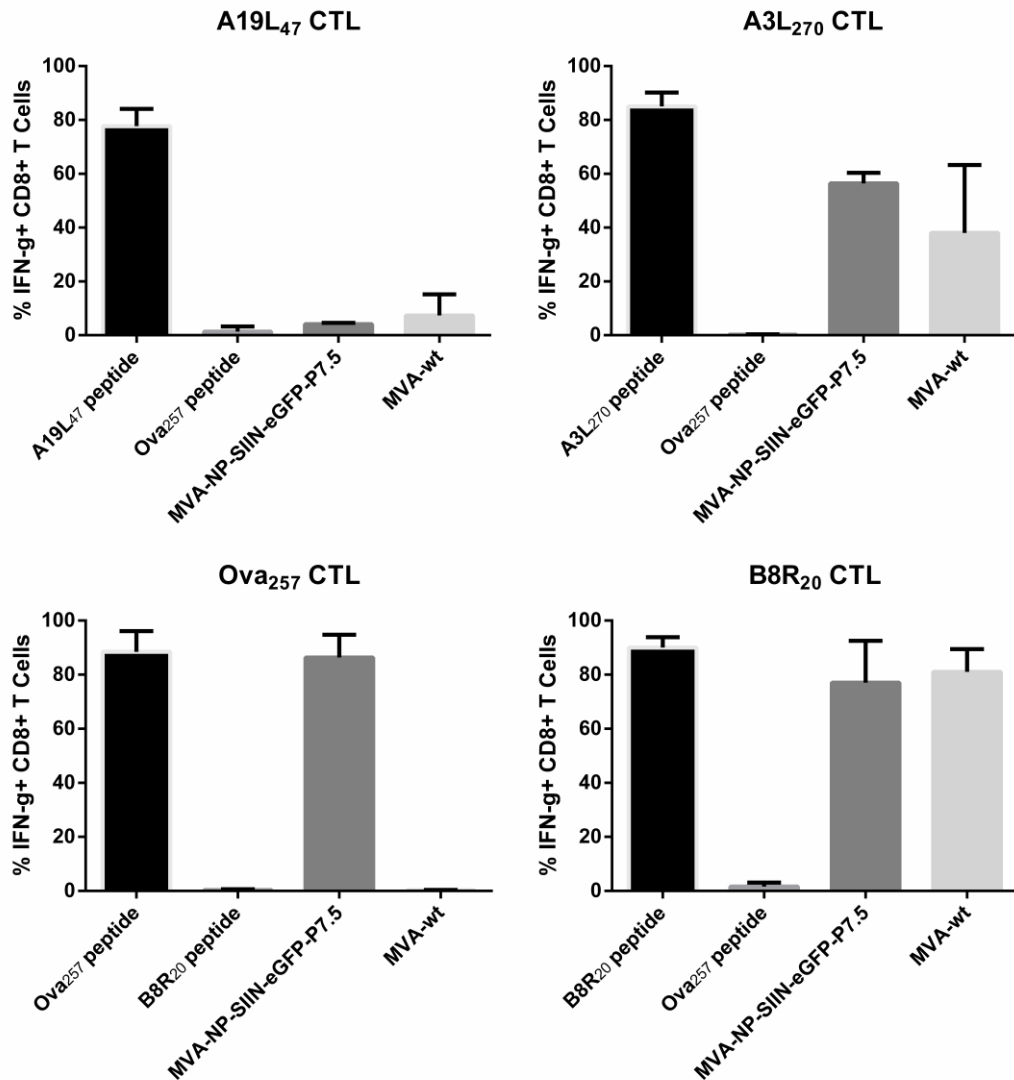 A19L47 CTL
% IFN-g+ CD8+ T Cells
100
80
60
40
20
0
A19L47 peptide
Ova257 peptide
MVA-NP-SIIN-eGFP-P7.5
MVA-wt
A3L270 CTL
% IFN-g+ CD8+ T Cells
100
80
60
40
20
0
A3L270 peptide
Ova257 peptide
MVA-NP-SIIN-eGFP-P7.5
MVA-wt
Ova257 CTL
% IFN-g+ CD8+ T Cells
100
80
60
40
20
0
Ova257 peptide
B8R20 peptide
MVA-NP-SIIN-eGFP-P7.5
MVA-wt
B8R20 CTL
% IFN-g+ CD8+ T Cells
100
80
60
40
20
0
B8R20 peptide
Ova257 peptide
MVA-NP-SIIN-eGFP-P7.5
MVA-wt